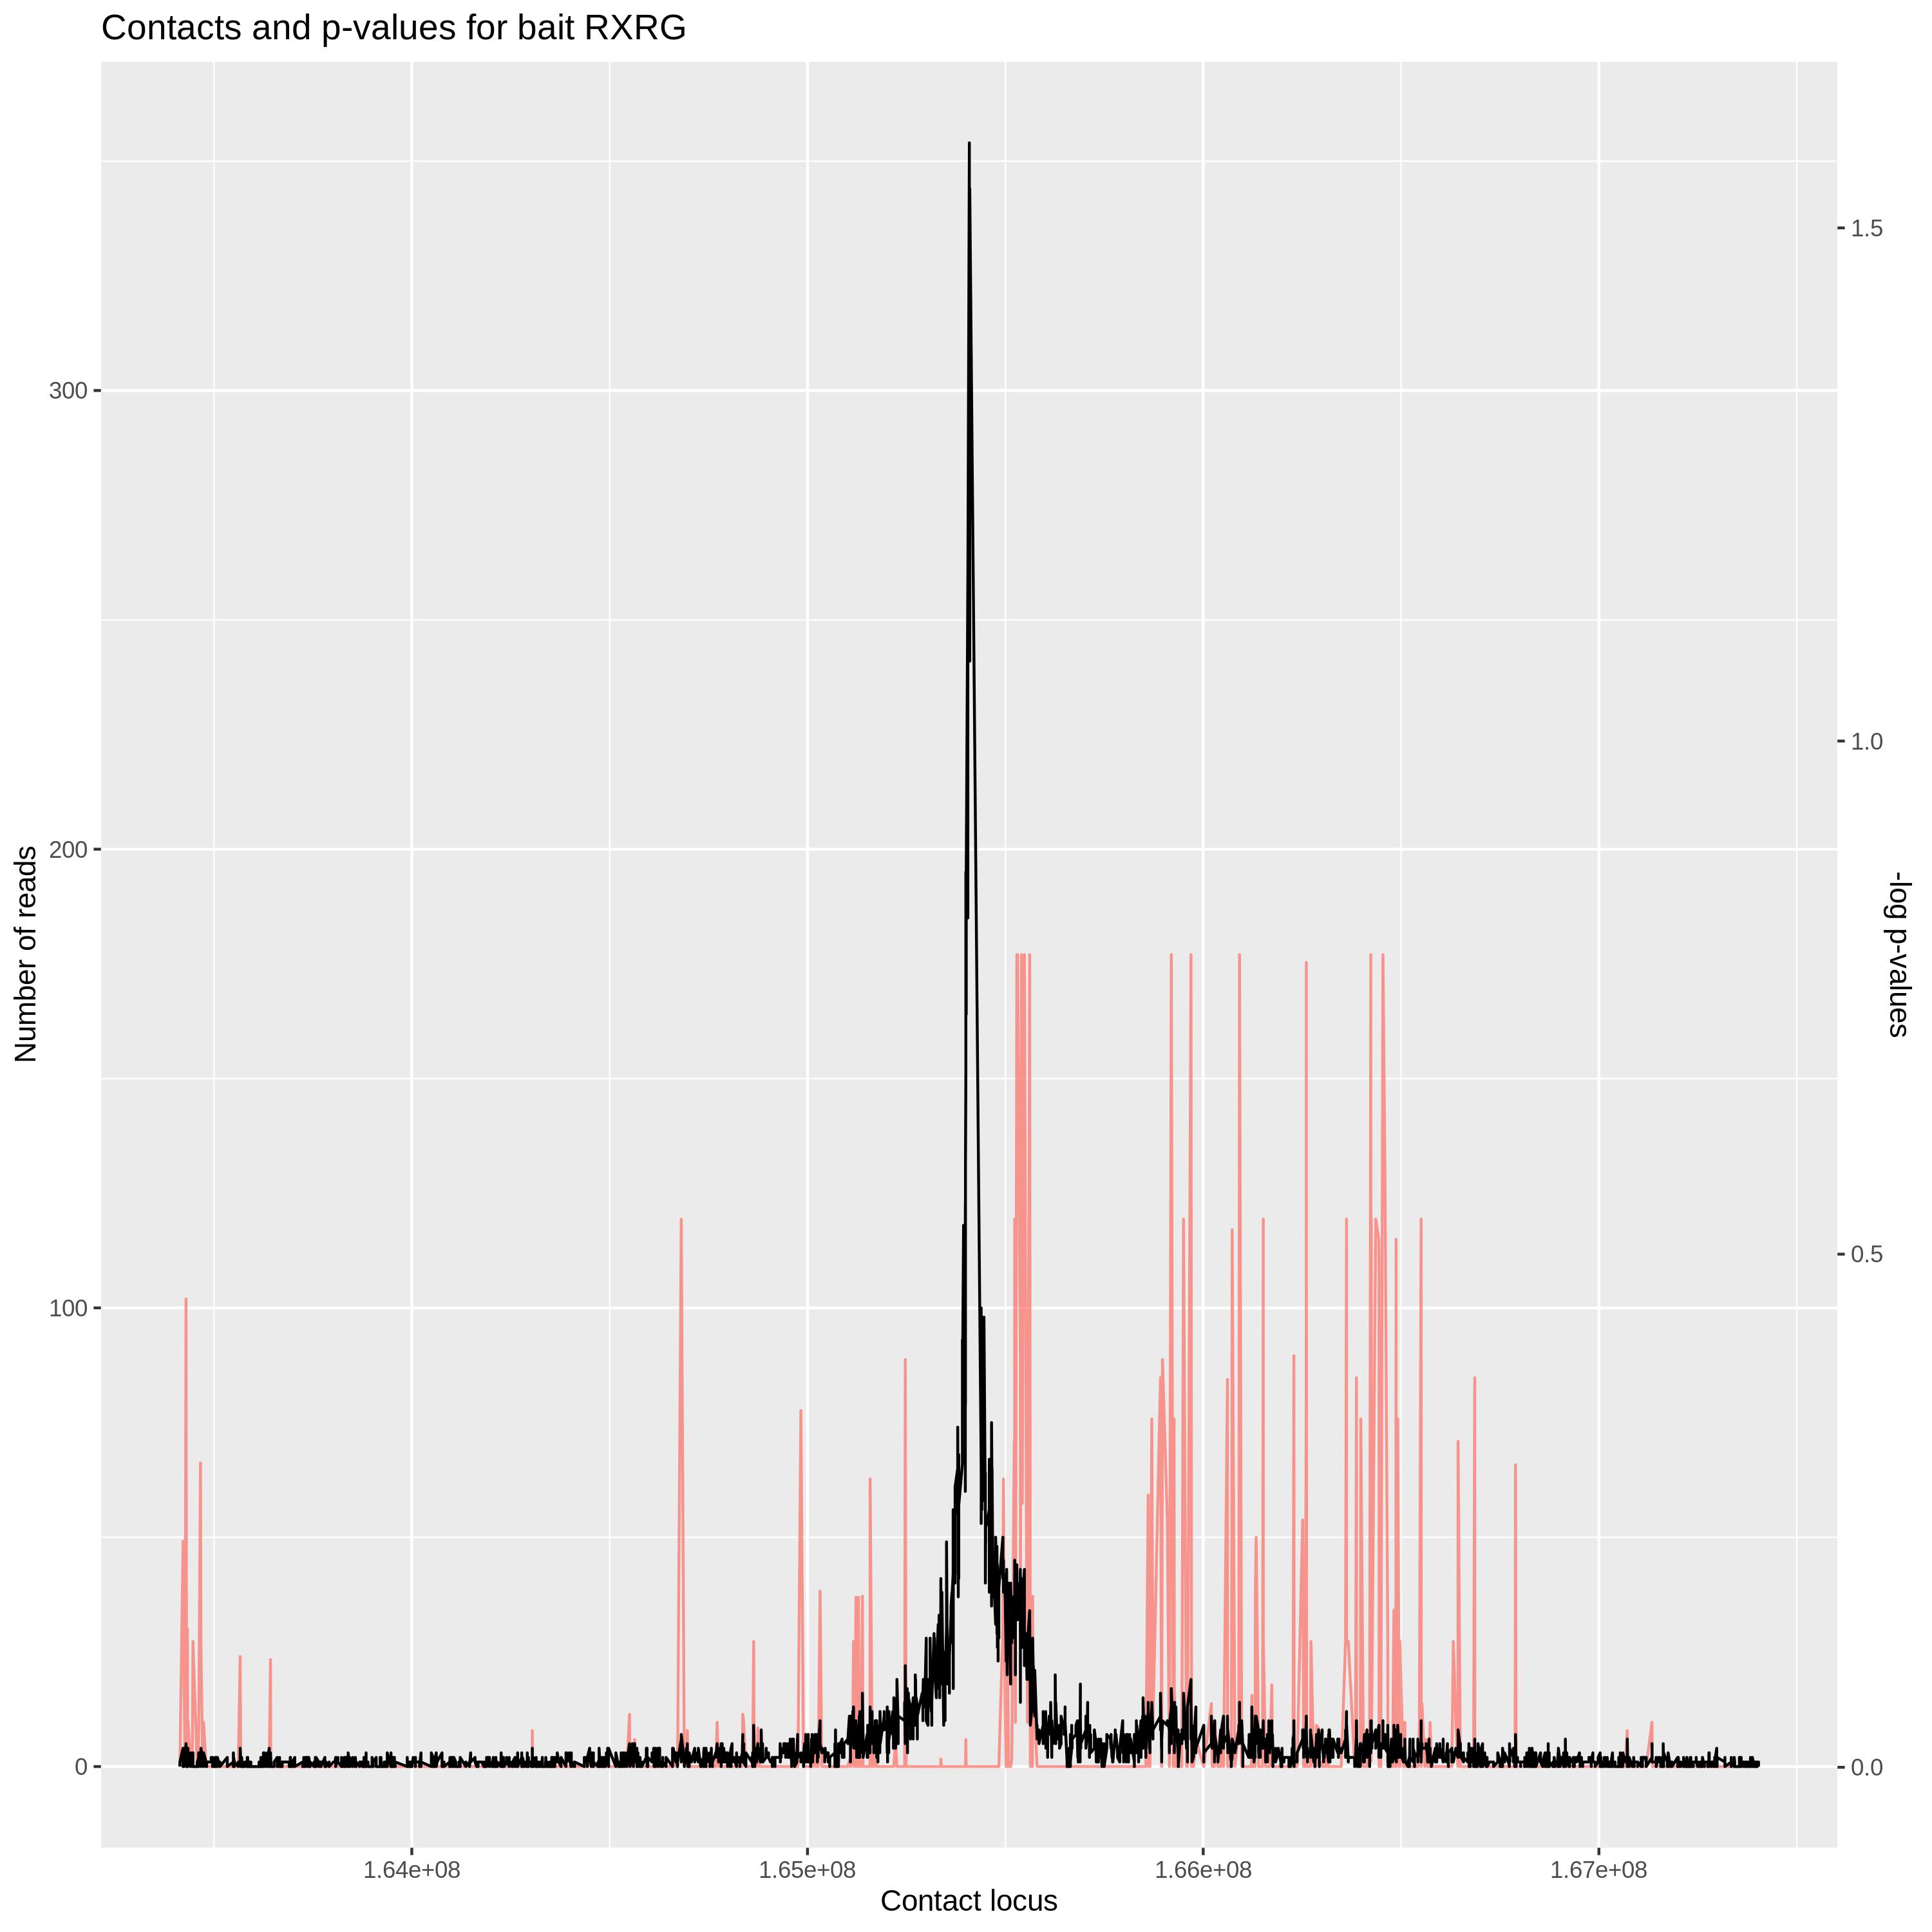 Contacts and p-values for bait RXRG
Number of reads
300
200
100
0
1.5
1.0
0.5
0.0
-log p-values
1.64e+08
1.65e+08
1.66e+08
1.67e+08
Contact locus